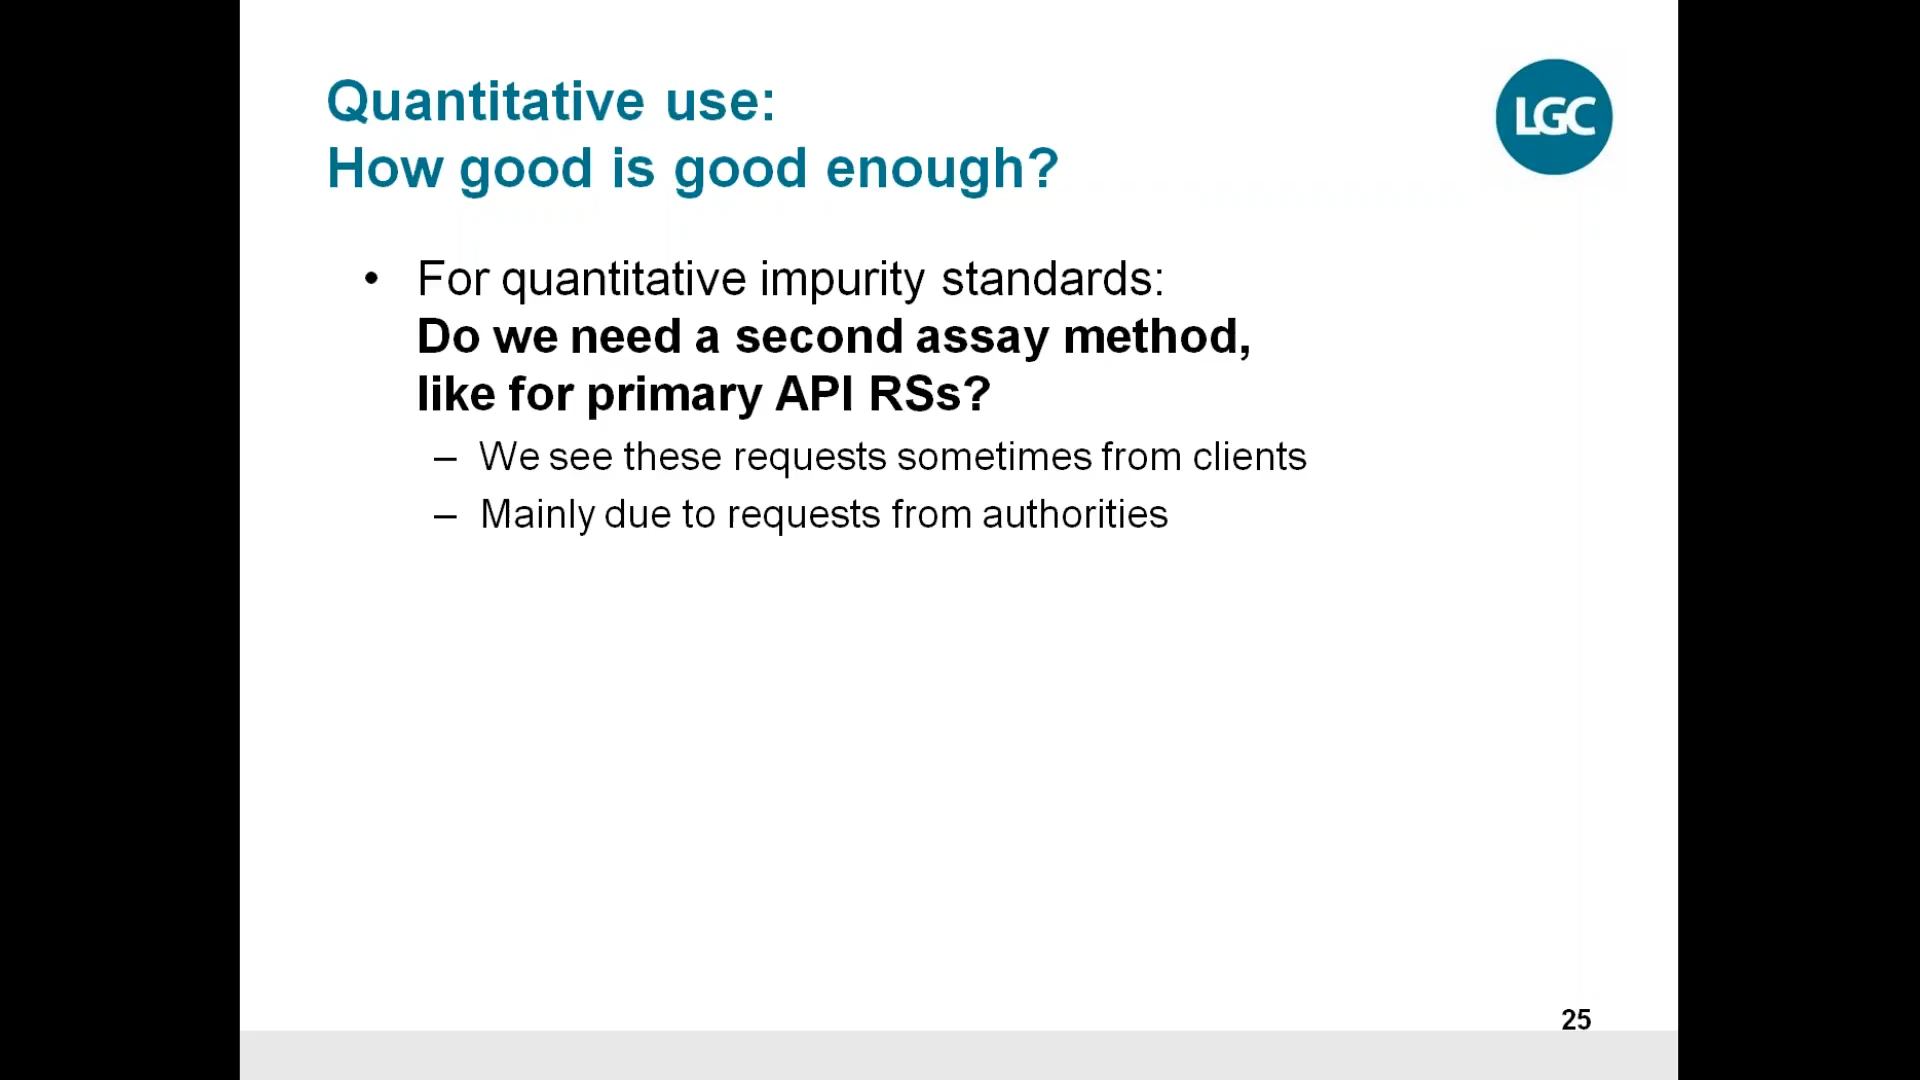 Quantitative use:
How good is good enough?
LGC
• For quantitative impurity standards:
Do we need a second assay method,
like for primary API RSs?
– We see these requests sometimes from clients
– Mainly due to requests from authorities
25